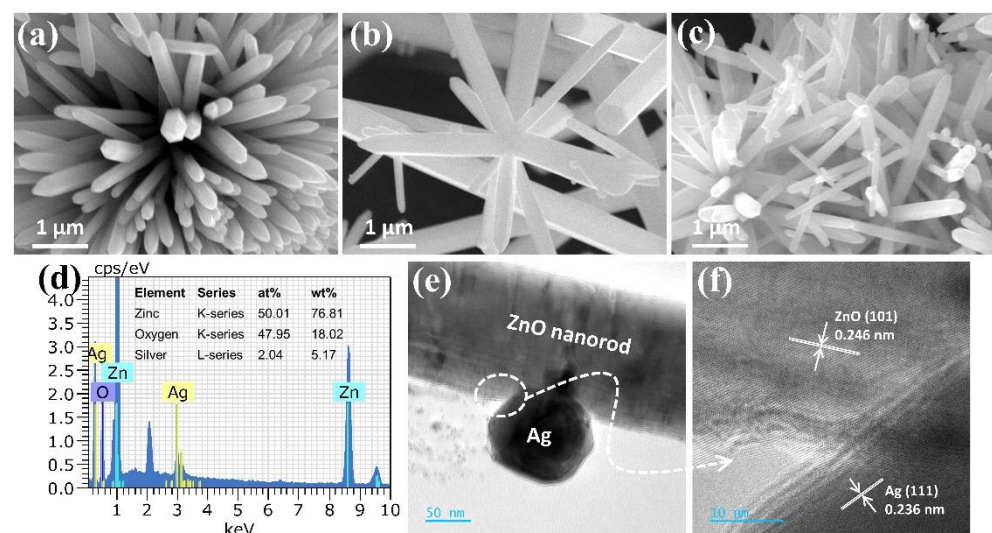 (a)
1 µm
(b)
1 µm
(c)
1 µm
(d)
cps/eV
4.0
3.5
3.0
2.5
2.0
1.5
1.0
0.5
0.0
Element Series at% wt%
Zinc K-series 50.01 76.81
Oxygen K-series 47.95 18.02
Silver L-series 2.04 5.17
Ag
Zn
O
Ag
Zn
1 2 3 4 5 6 7 8 9 10
keV
(e)
ZnO nanorod
Ag
50 nm
(f)
ZnO (101)
0.246 nm
Ag (111)
0.236 nm
10 nm